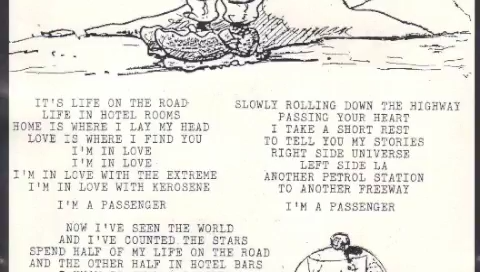 IT'S LIFE ON THE ROAD
LIFE IN HOTEL ROOMS
HOME IS WHERE I LAY MY HEAD
LOVE IS WHERE I FIND YOU
I'M IN LOVE
I'M IN LOVE
I'M IN LOVE WITH THE EXTREME
I'M IN LOVE WITH KEROSENE
I'M A PASSENGER
NOW I'VE SEEN THE WORLD
AND I'VE COUNTED THE STARS
SPEND HALF OF MY LIFE ON THE ROAD
AND THE OTHER HALF IN HOTEL BARS
SLOWLY ROLLING DOWN THE HIGHWAY
PASSING YOUR HEART
I TAKE A SHORT REST
TO TELL YOU MY STORIES
RIGHT SIDE UNIVERSE
LEFT SIDE LA
ANOTHER PETROL STATION
TO ANOTHER FREEWAY
I'M A PASSENGER